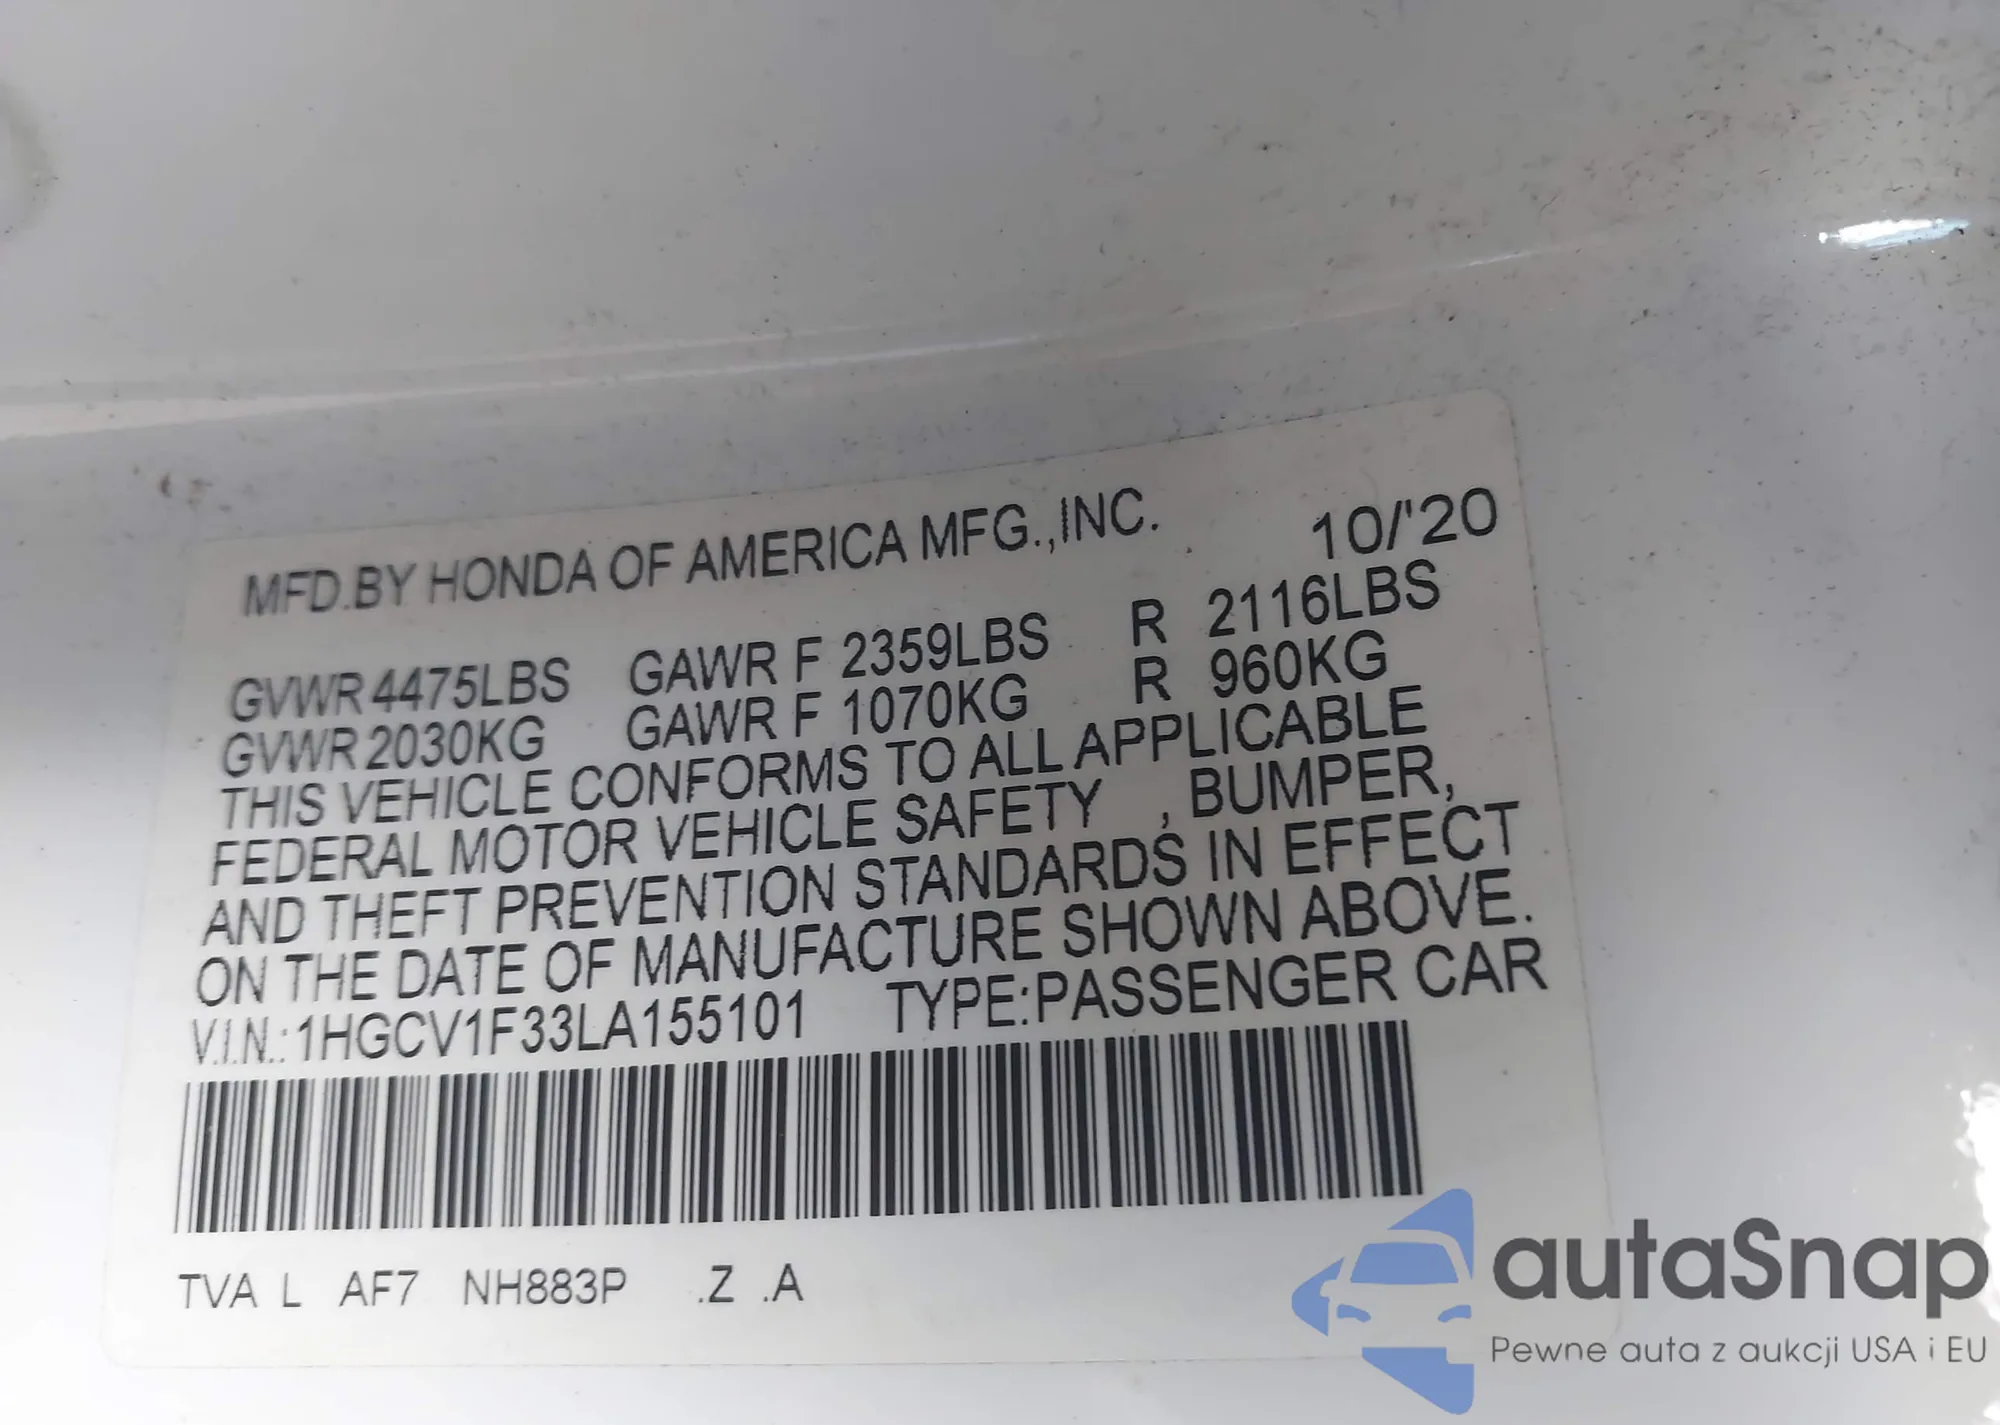 MFD.BY HONDA OF AMERICA MFG.,INC. 10/'20
GVWR 4475LBS GAWR F 2359LBS R 2116LBS
GVWR 2030KG GAWR F 1070KG R 960KG
THIS VEHICLE CONFORMS TO ALL APPLICABLE
FEDERAL MOTOR VEHICLE SAFETY , BUMPER,
AND THEFT PREVENTION STANDARDS IN EFFECT
ON THE DATE OF MANUFACTURE SHOWN ABOVE.
V.I.N.:1HGCV1F33LA155101 TYPE:PASSENGER CAR
TVA L AF7 NH883P .Z .A
autaSnap
Pewne auta z aukcji USA i EU